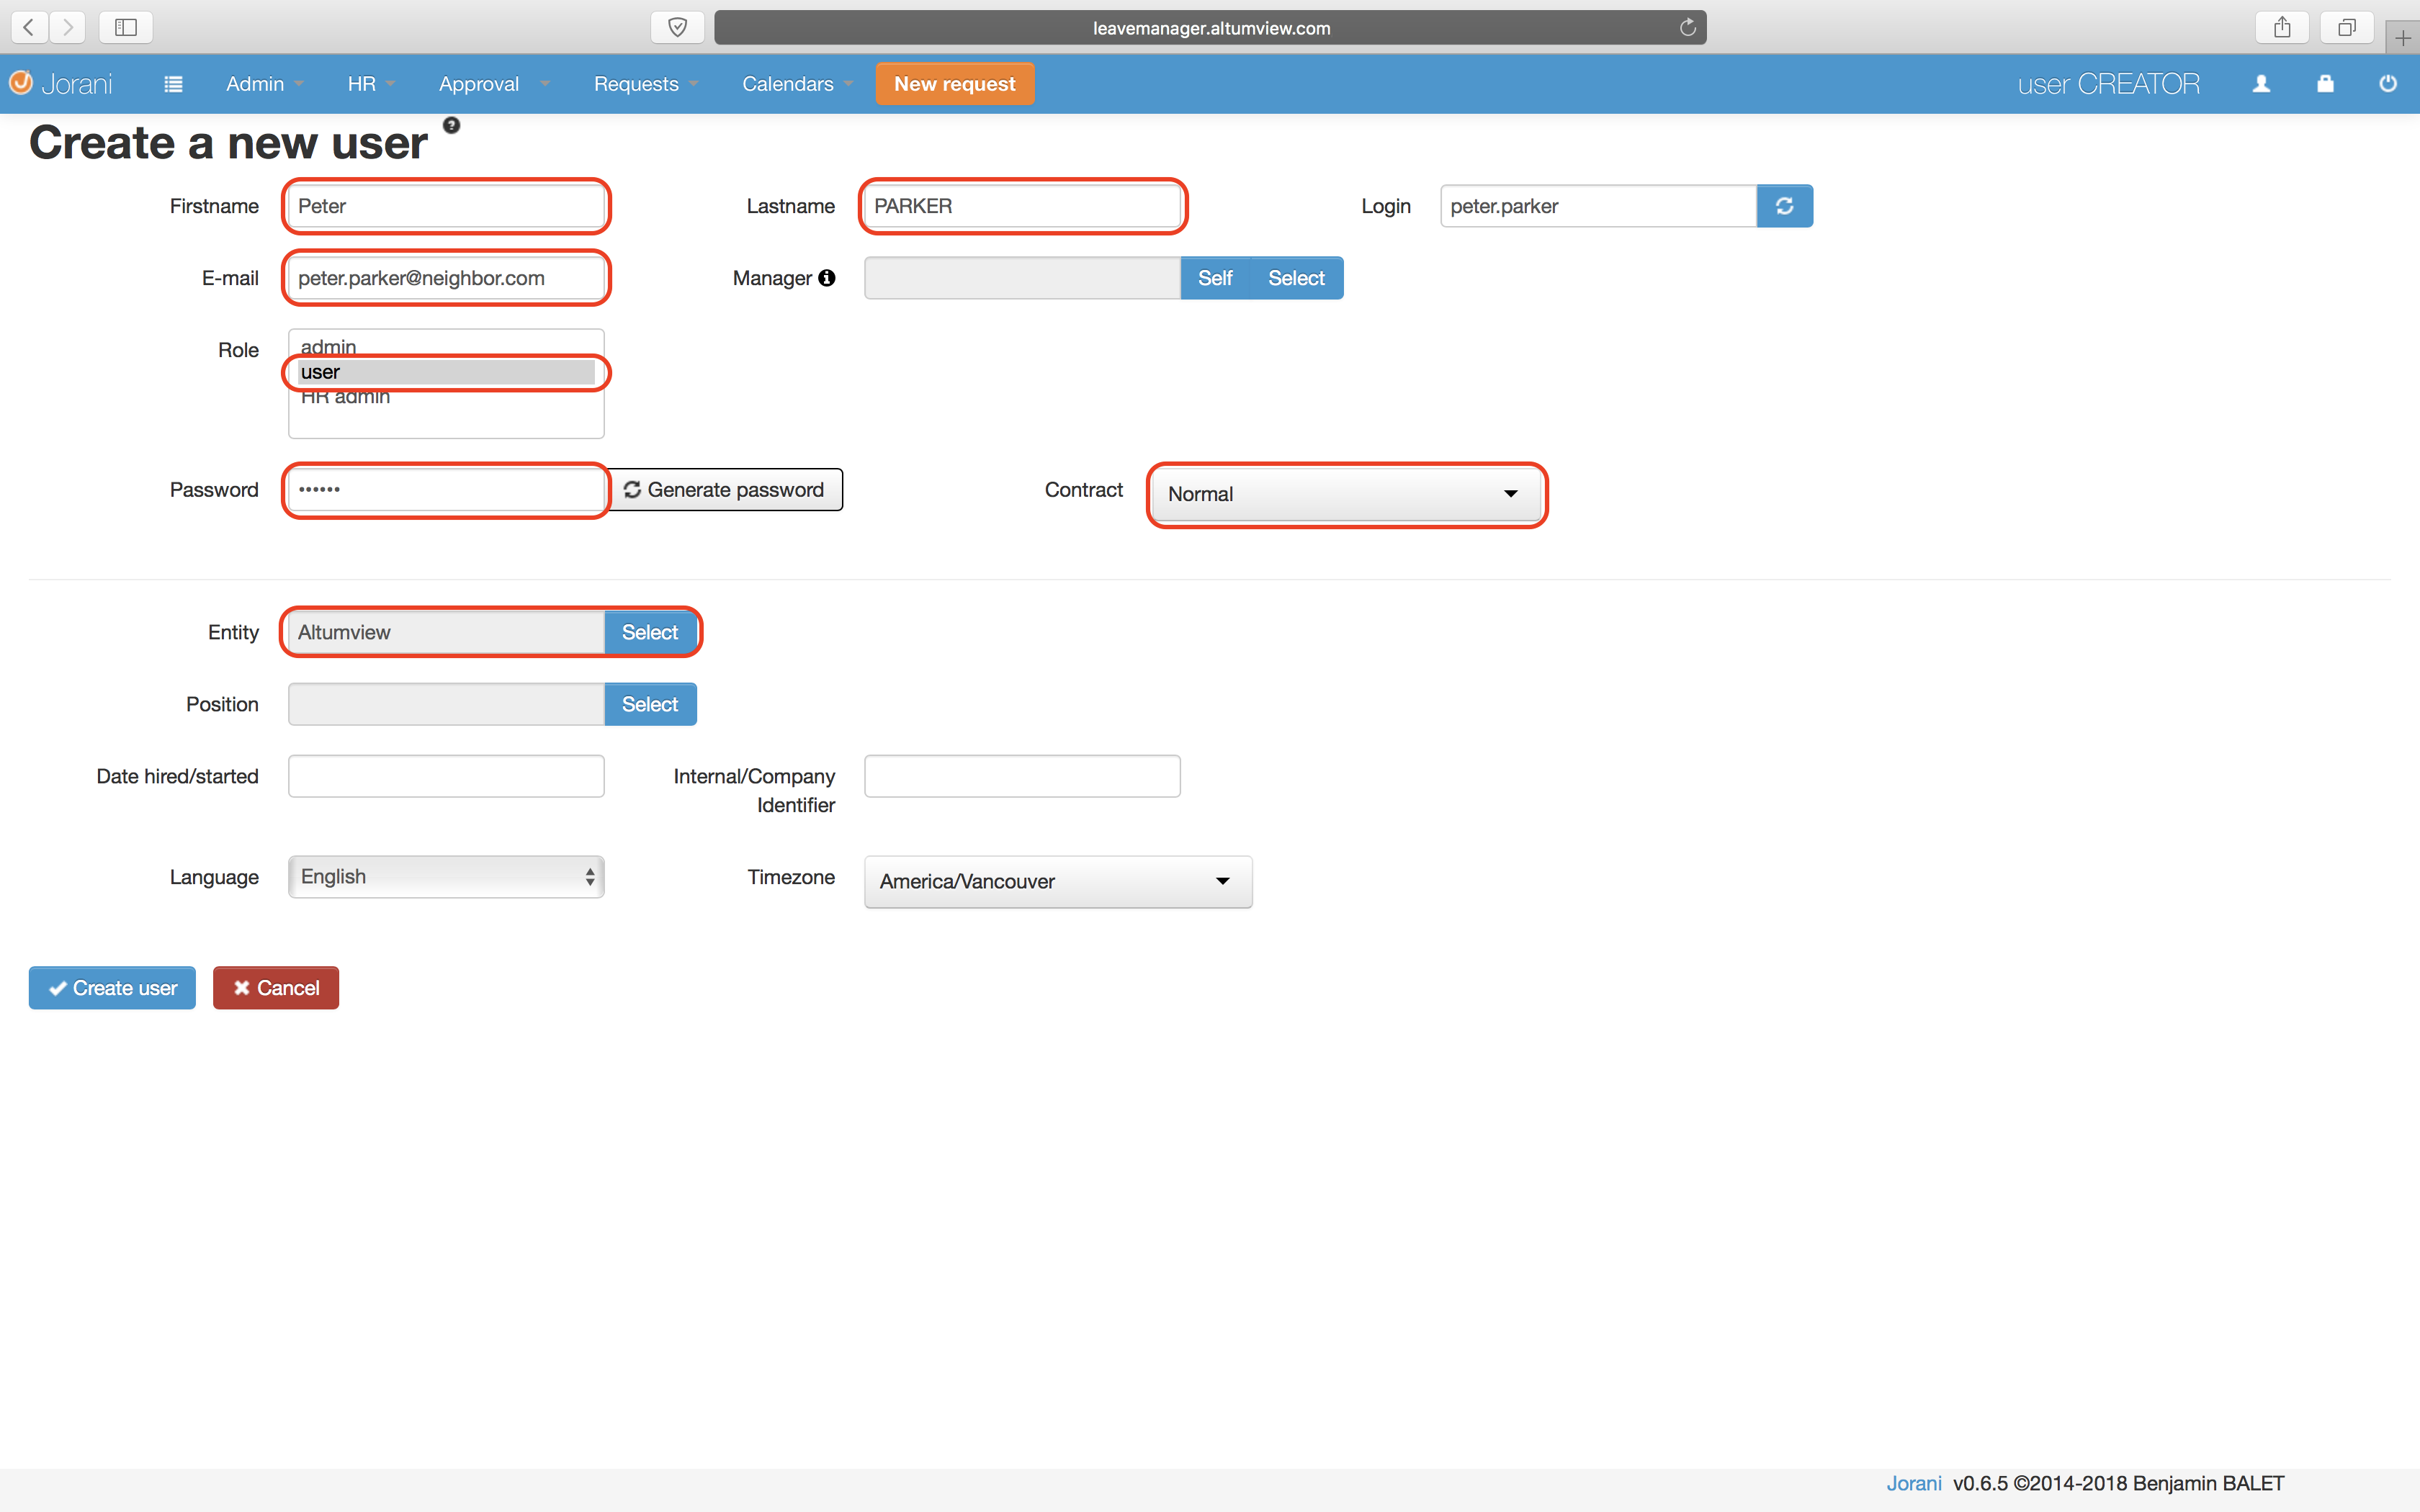 leavemanager.altumview.com
Jorani Admin HR Approval Requests Calendars New request user CREATOR
Create a new user
Firstname Peter Lastname PARKER Login peter.parker
E-mail peter.parker@neighbor.com Manager Self Select
Role admin
user
HR admin
Password •••••• Generate password Contract Normal
Entity Altumview Select
Position Select
Date hired/started Internal/Company
Identifier
Language English Timezone America/Vancouver
Create user Cancel
Jorani v0.6.5 ©2014-2018 Benjamin BALET